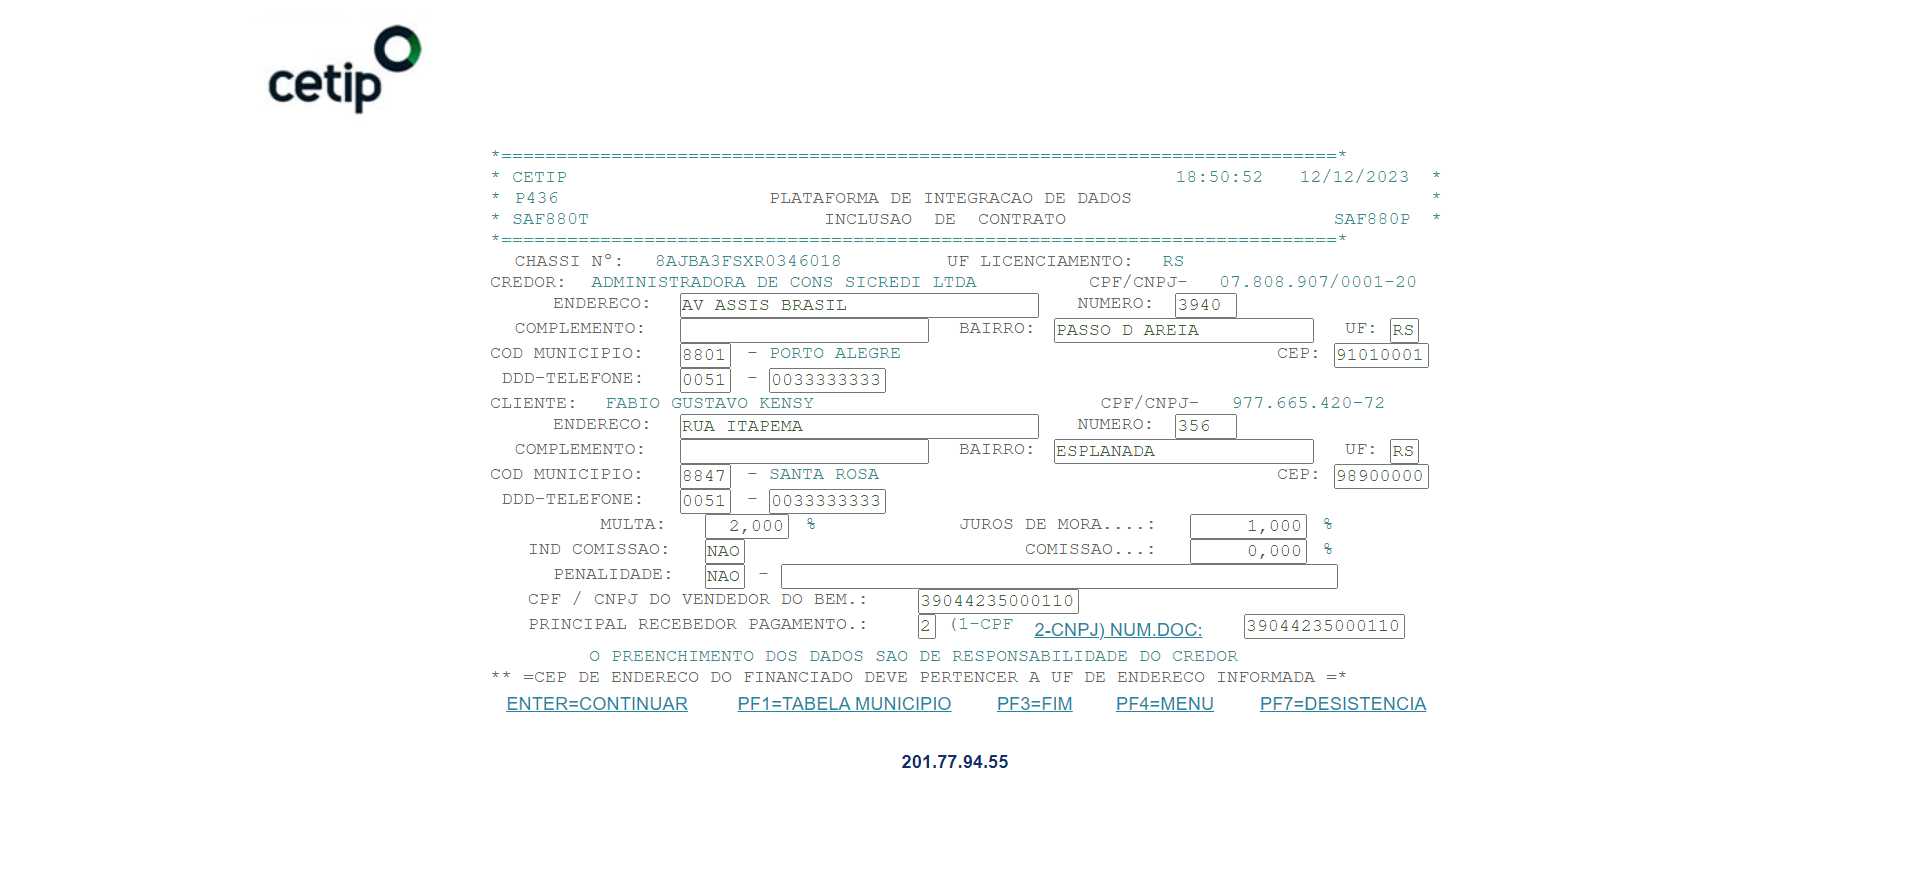 cetip
*============================================================================*
* CETIP 18:50:52 12/12/2023 *
* P436 PLATAFORMA DE INTEGRACAO DE DADOS *
* SAF880T INCLUSAO DE CONTRATO SAF880P *
*============================================================================*
CHASSI Nº: 8AJBA3FSXR0346018 UF LICENCIAMENTO: RS
CREDOR: ADMINISTRADORA DE CONS SICREDI LTDA CPF/CNPJ- 07.808.907/0001-20
ENDERECO: AV ASSIS BRASIL NUMERO: 3940
COMPLEMENTO: BAIRRO: PASSO D AREIA UF: RS
COD MUNICIPIO: 8801 - PORTO ALEGRE CEP: 91010001
DDD-TELEFONE: 0051 - 0033333333
CLIENTE: FABIO GUSTAVO KENSY CPF/CNPJ- 977.665.420-72
ENDERECO: RUA ITAPEMA NUMERO: 356
COMPLEMENTO: BAIRRO: ESPLANADA UF: RS
COD MUNICIPIO: 8847 - SANTA ROSA CEP: 98900000
DDD-TELEFONE: 0051 - 0033333333
MULTA: 2,000 % JUROS DE MORA....: 1,000 %
IND COMISSAO: NAO COMISSAO...: 0,000 %
PENALIDADE: NAO -
CPF / CNPJ DO VENDEDOR DO BEM.: 39044235000110
PRINCIPAL RECEBEDOR PAGAMENTO.: 2 (1-CPF 2-CNPJ) NUM.DOC: 39044235000110
O PREENCHIMENTO DOS DADOS SAO DE RESPONSABILIDADE DO CREDOR
** =CEP DE ENDERECO DO FINANCIADO DEVE PERTENCER A UF DE ENDERECO INFORMADA =*
ENTER=CONTINUAR PF1=TABELA MUNICIPIO PF3=FIM PF4=MENU PF7=DESISTENCIA
201.77.94.55